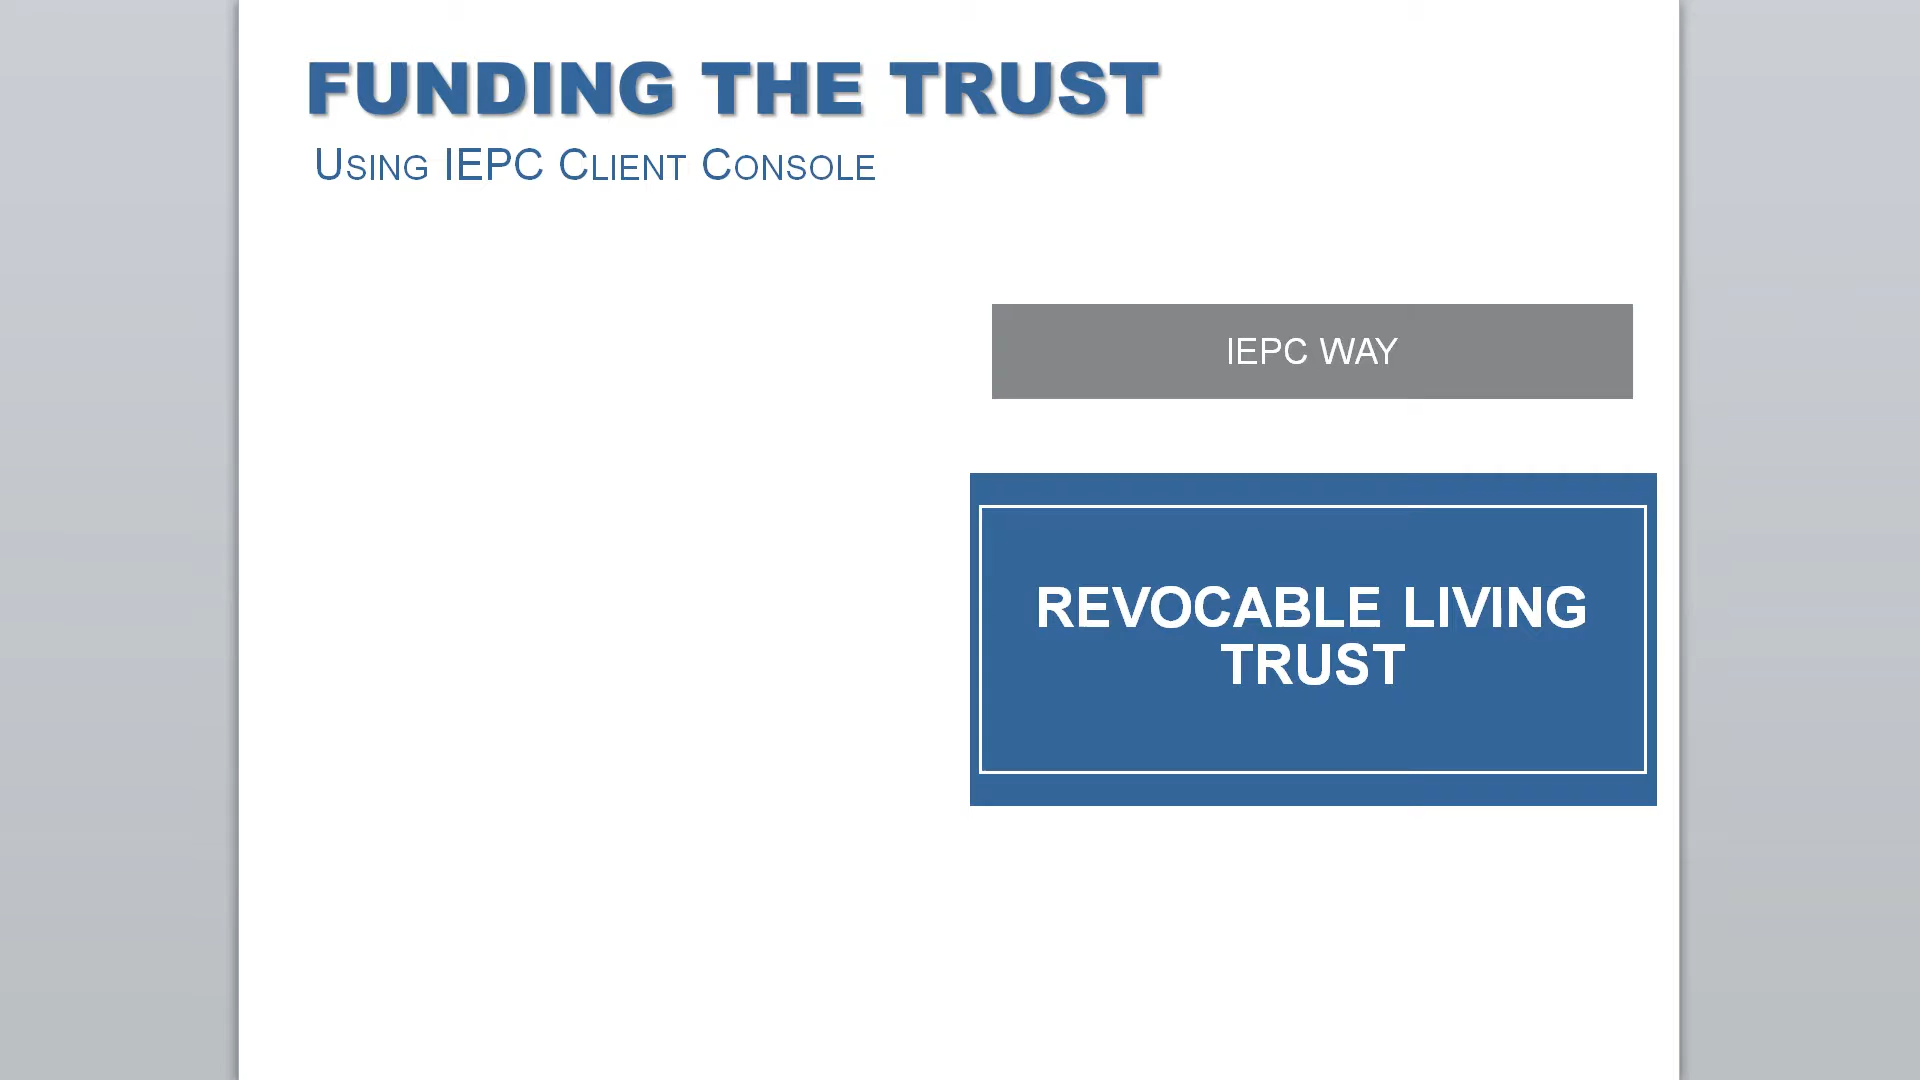 FUNDING THE TRUST
Using IEPC Client Console
IEPC WAY
REVOCABLE LIVING
TRUST